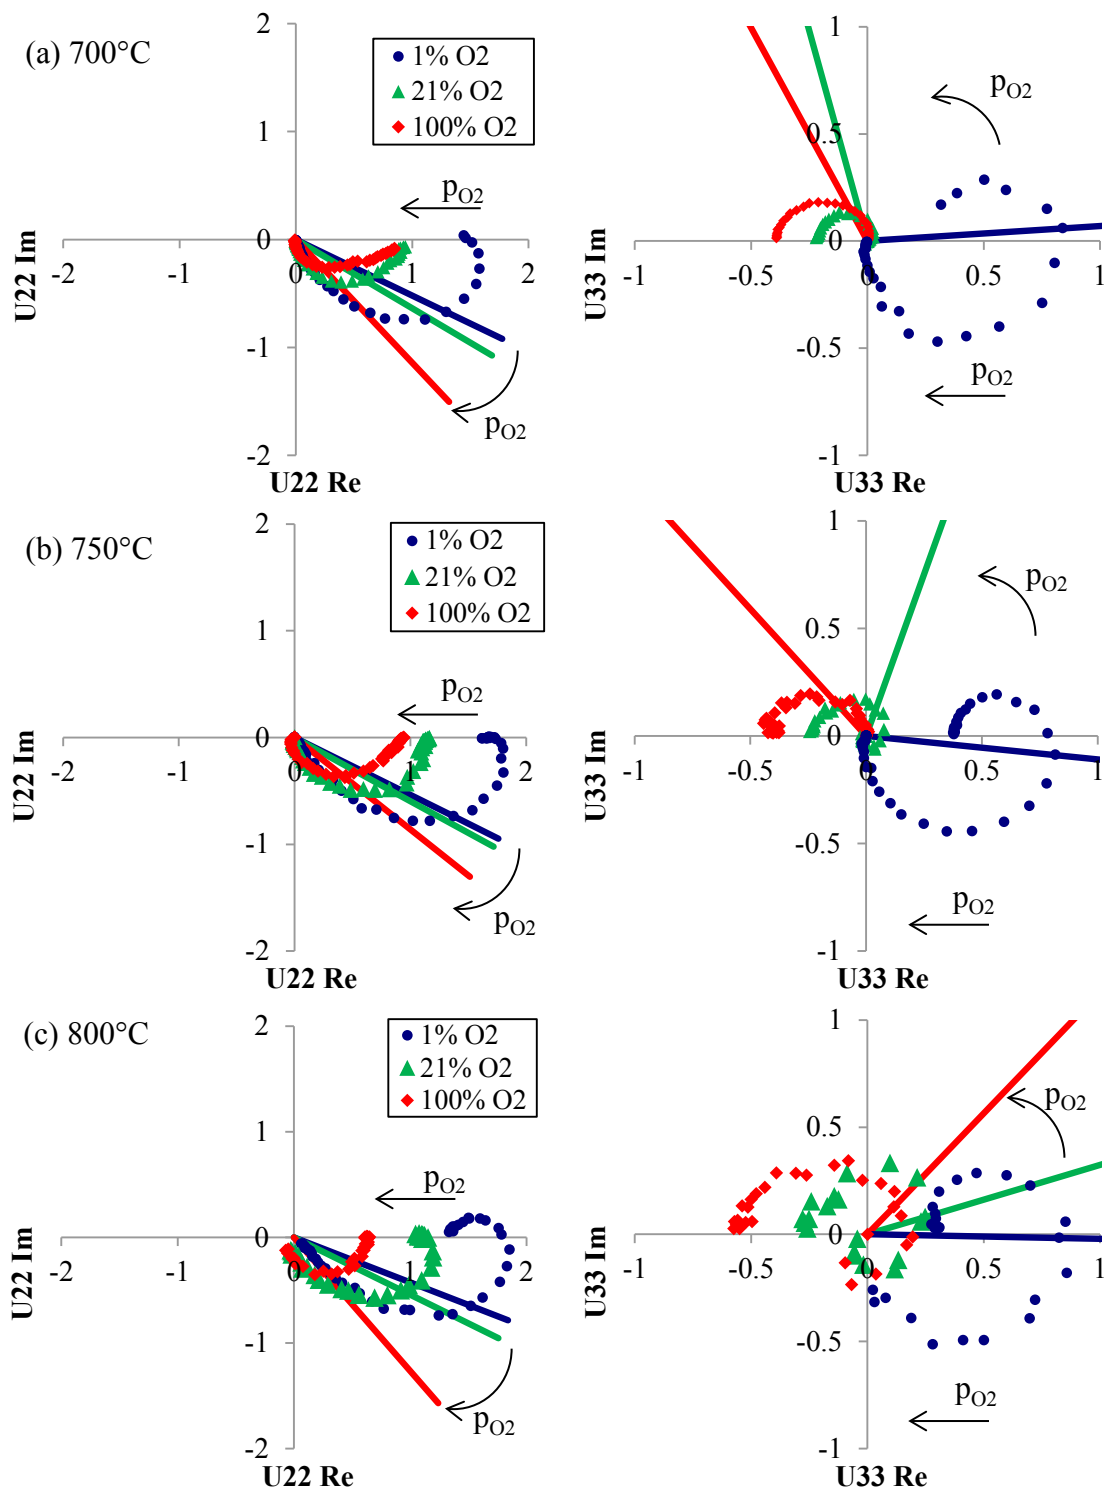 (a) 700°C
2
1
0
-1
-2
-2
-1
0
1
2
U22 Im
U22 Re
1% O2
21% O2
100% O2
pO2
pO2
1
0.5
0
-0.5
-1
-1
-0.5
0
0.5
1
U33 Im
U33 Re
pO2
pO2
(b) 750°C
2
1
0
-1
-2
-2
-1
0
1
2
U22 Im
U22 Re
1% O2
21% O2
100% O2
pO2
pO2
1
0.5
0
-0.5
-1
-1
-0.5
0
0.5
1
U33 Im
U33 Re
pO2
pO2
(c) 800°C
2
1
0
-1
-2
-2
-1
0
1
2
U22 Im
U22 Re
1% O2
21% O2
100% O2
pO2
pO2
1
0.5
0
-0.5
-1
-1
-0.5
0
0.5
1
U33 Im
U33 Re
pO2
pO2